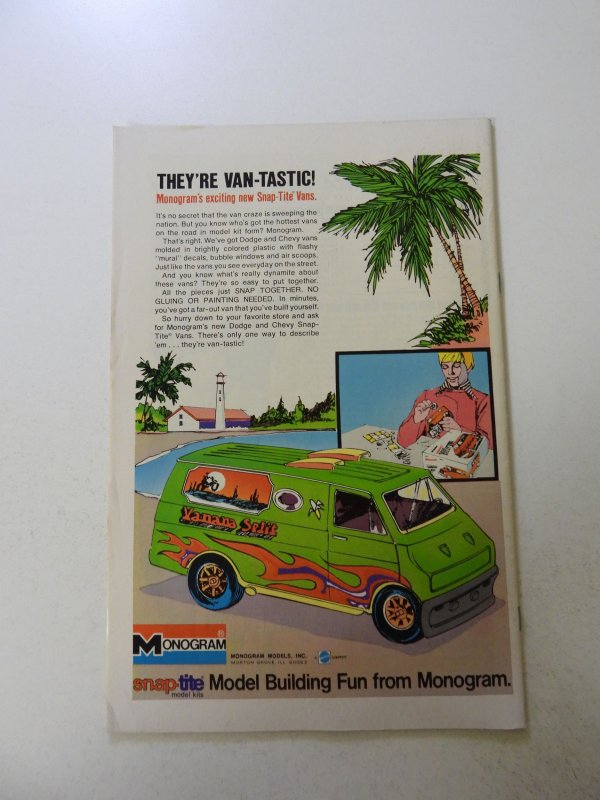 THEY'RE VAN-TASTIC!
Monogram's exciting new Snap-Tite® Vans.
It's no secret that the van craze is sweeping the
nation. But you know who's got the hottest vans
on the road in model kit form? Monogram.
That's right. We've got Dodge and Chevy vans
molded in brightly colored plastic with flashy
"mural" decals, bubble windows and air scoops.
Just like the vans you see everyday on the street.
And you know what's really dynamite about
these vans? They're so easy to put together.
All the pieces just SNAP TOGETHER. NO
GLUING OR PAINTING NEEDED. In minutes,
you've got a far-out van that you've built yourself.
So hurry down to your favorite store and ask
for Monogram's new Dodge and Chevy Snap-
Tite® Vans. There's only one way to describe
'em . . . they're van-tastic!
Vanana Split
MONOGRAM®
MONOGRAM MODELS, INC.
MORTON GROVE, ILL. 60053
snap-tite Model Building Fun from Monogram.
model kits